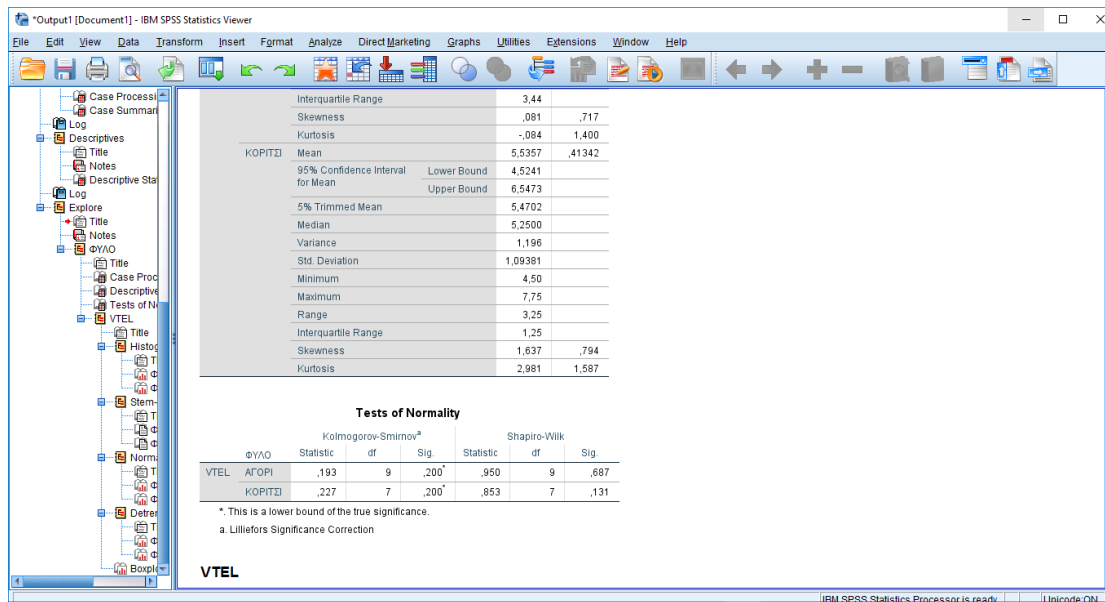 *Output1 [Document1] - IBM SPSS Statistics Viewer
File Edit View Data Transform Insert Format Analyze Direct Marketing Graphs Utilities Extensions Window Help
Case Processi
Case Summari
Log
Descriptives
Title
Notes
Descriptive Sta
Log
Explore
Title
Notes
ΦΥΛΟ
Title
Case Proc
Descriptive
Tests of N
VTEL
Title
Histog
T
Φ
Φ
Stem-
T
Φ
Φ
Norma
T
Φ
Φ
Detren
T
Φ
Φ
Boxplo
Interquartile Range 3,44
Skewness ,081 ,717
Kurtosis -,084 1,400
ΚΟΡΙΤΣΙ Mean 5,5357 ,41342
95% Confidence Interval for Mean Lower Bound 4,5241
Upper Bound 6,5473
5% Trimmed Mean 5,4702
Median 5,2500
Variance 1,196
Std. Deviation 1,09381
Minimum 4,50
Maximum 7,75
Range 3,25
Interquartile Range 1,25
Skewness 1,637 ,794
Kurtosis 2,981 1,587
Tests of Normality
Kolmogorov-Smirnovᵃ Shapiro-Wilk
ΦΥΛΟ Statistic df Sig. Statistic df Sig.
VTEL ΑΓΟΡΙ ,193 9 ,200* ,950 9 ,687
ΚΟΡΙΤΣΙ ,227 7 ,200* ,853 7 ,131
*. This is a lower bound of the true significance.
a. Lilliefors Significance Correction
VTEL
IBM SPSS Statistics Processor is ready Unicode:ON